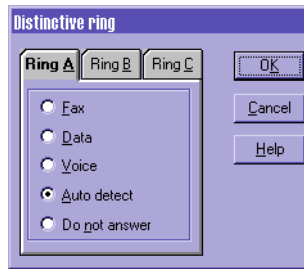 Distinctive ring
Ring A Ring B Ring C
Fax
Data
Voice
Auto detect
Do not answer
OK
Cancel
Help